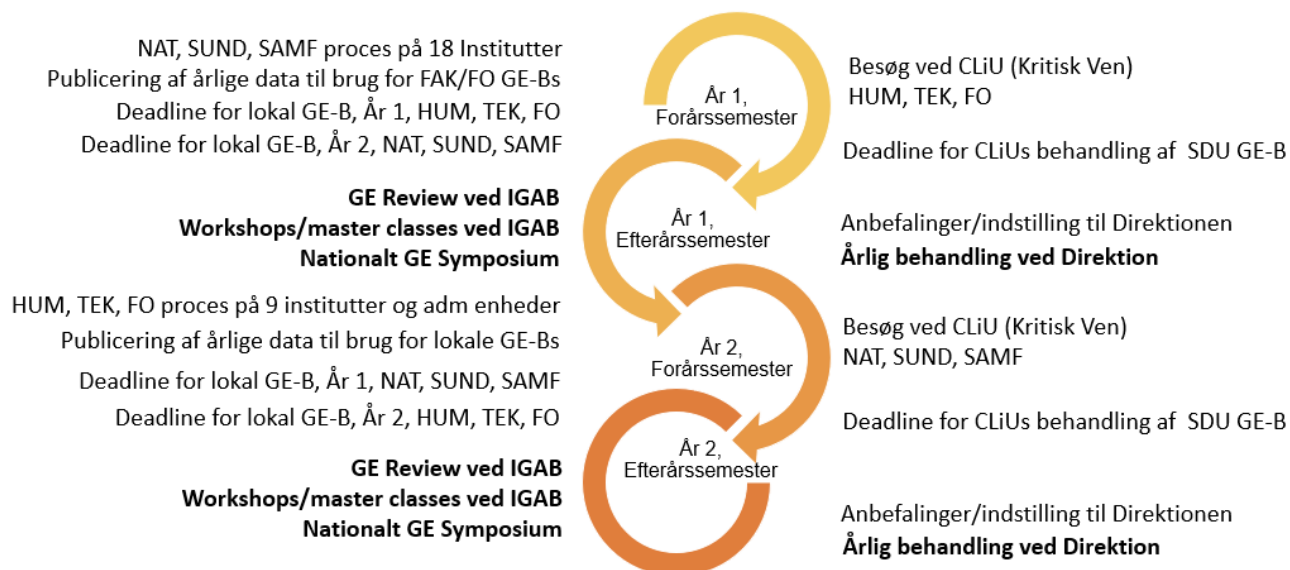 NAT, SUND, SAMF proces på 18 Institutter
Publicering af årlige data til brug for FAK/FO GE-Bs
Deadline for lokal GE-B, År 1, HUM, TEK, FO
Deadline for lokal GE-B, År 2, NAT, SUND, SAMF
År 1,
Forårssemester
Besøg ved CLiU (Kritisk Ven)
HUM, TEK, FO
Deadline for CLiUs behandling af SDU GE-B
GE Review ved IGAB
Workshops/master classes ved IGAB
Nationalt GE Symposium
År 1,
Efterårssemester
Anbefalinger/indstilling til Direktionen
Årlig behandling ved Direktion
HUM, TEK, FO proces på 9 institutter og adm enheder
Publicering af årlige data til brug for lokale GE-Bs
Deadline for lokal GE-B, År 1, NAT, SUND, SAMF
Deadline for lokal GE-B, År 2, HUM, TEK, FO
År 2,
Forårssemester
Besøg ved CLiU (Kritisk Ven)
NAT, SUND, SAMF
Deadline for CLiUs behandling af SDU GE-B
GE Review ved IGAB
Workshops/master classes ved IGAB
Nationalt GE Symposium
År 2,
Efterårssemester
Anbefalinger/indstilling til Direktionen
Årlig behandling ved Direktion